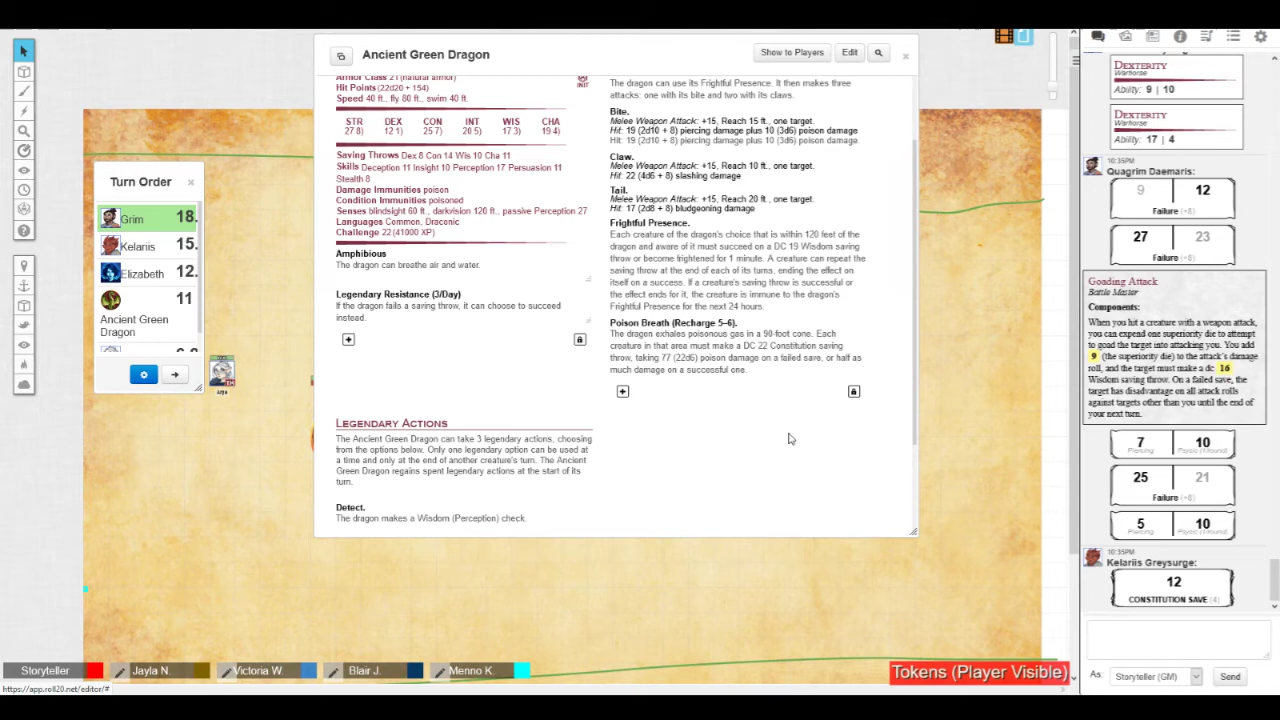 Ancient Green Dragon
Show to Players
Edit
Armor Class 21 (natural armor)
Hit Points (22d20 + 154)
Speed 40 ft., fly 80 ft., swim 40 ft.
INIT
STR DEX CON INT WIS CHA
27 8) 12 1) 25 7) 20 5) 17 3) 19 4)
Saving Throws Dex 8 Con 14 Wis 10 Cha 11
Skills Deception 11 Insight 10 Perception 17 Persuasion 11
Stealth 8
Damage Immunities poison
Condition Immunities poisoned
Senses blindsight 60 ft., darkvision 120 ft., passive Perception 27
Languages Common, Draconic
Challenge 22 (41000 XP)
Amphibious
The dragon can breathe air and water.
Legendary Resistance (3/Day)
If the dragon fails a saving throw, it can choose to succeed
instead.
Legendary Actions
The Ancient Green Dragon can take 3 legendary actions, choosing
from the options below. Only one legendary option can be used at
a time and only at the end of another creature's turn. The Ancient
Green Dragon regains spent legendary actions at the start of its
turn.
Detect.
The dragon makes a Wisdom (Perception) check.
The dragon can use its Frightful Presence. It then makes three
attacks: one with its bite and two with its claws.
Bite.
Melee Weapon Attack: +15, Reach 15 ft., one target.
Hit: 19 (2d10 + 8) piercing damage plus 10 (3d6) poison damage
Hit: 19 (2d10 + 8) piercing damage plus 10 (3d6) poison damage.
Claw.
Melee Weapon Attack: +15, Reach 10 ft., one target.
Hit: 22 (4d6 + 8) slashing damage
Tail.
Melee Weapon Attack: +15, Reach 20 ft., one target.
Hit: 17 (2d8 + 8) bludgeoning damage
Frightful Presence.
Each creature of the dragon's choice that is within 120 feet of the
dragon and aware of it must succeed on a DC 19 Wisdom saving
throw or become frightened for 1 minute. A creature can repeat the
saving throw at the end of each of its turns, ending the effect on
itself on a success. If a creature's saving throw is successful or
the effect ends for it, the creature is immune to the dragon's
Frightful Presence for the next 24 hours.
Poison Breath (Recharge 5–6).
The dragon exhales poisonous gas in a 90-foot cone. Each
creature in that area must make a DC 22 Constitution saving
throw, taking 77 (22d6) poison damage on a failed save, or half as
much damage on a successful one.
Turn Order
Grim 18.
Kelariis 15.
Elizabeth 12.
11
Ancient Green
Dragon
Dexterity
Warhorse
Ability: 9 | 10
Dexterity
Warhorse
Ability: 17 | 4
10:35PM
Quagrim Daemaris:
9 12
Failure (+8)
27 23
Failure (+8)
Goading Attack
Battle Master
Components:
When you hit a creature with a weapon attack,
you can expend one superiority die to attempt
to goad the target into attacking you. You add
9 (the superiority die) to the attack's damage
roll, and the target must make a dc 16
Wisdom saving throw. On a failed save, the
target has disadvantage on all attack rolls
against targets other than you until the end of
your next turn.
7 10
Piercing
25 21
Failure (+8)
5 10
Piercing
10:35PM
Kelariis Greysurge:
12
CONSTITUTION SAVE (4)
As: Storyteller (GM) Send
Storyteller
Jayla N.
Victoria W.
Blair J.
Menno K.
Tokens (Player Visible)
https://app.roll20.net/editor/#